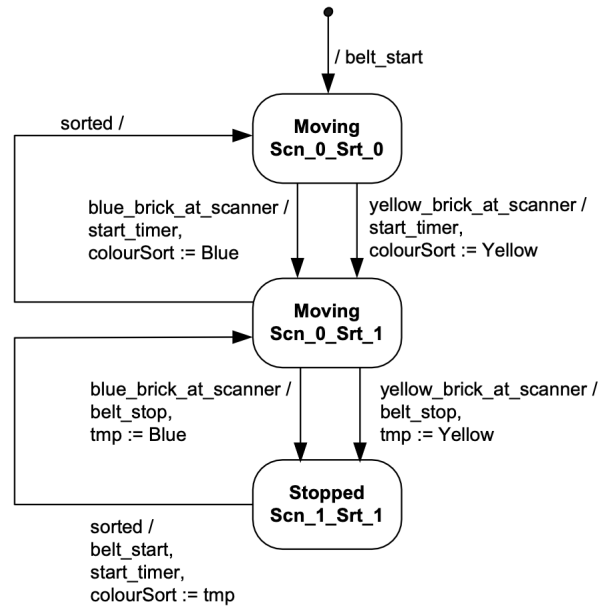 / belt_start
Moving
Scn_0_Srt_0
sorted /
blue_brick_at_scanner /
start_timer,
colourSort := Blue
yellow_brick_at_scanner /
start_timer,
colourSort := Yellow
Moving
Scn_0_Srt_1
blue_brick_at_scanner /
belt_stop,
tmp := Blue
yellow_brick_at_scanner /
belt_stop,
tmp := Yellow
Stopped
Scn_1_Srt_1
sorted /
belt_start,
start_timer,
colourSort := tmp